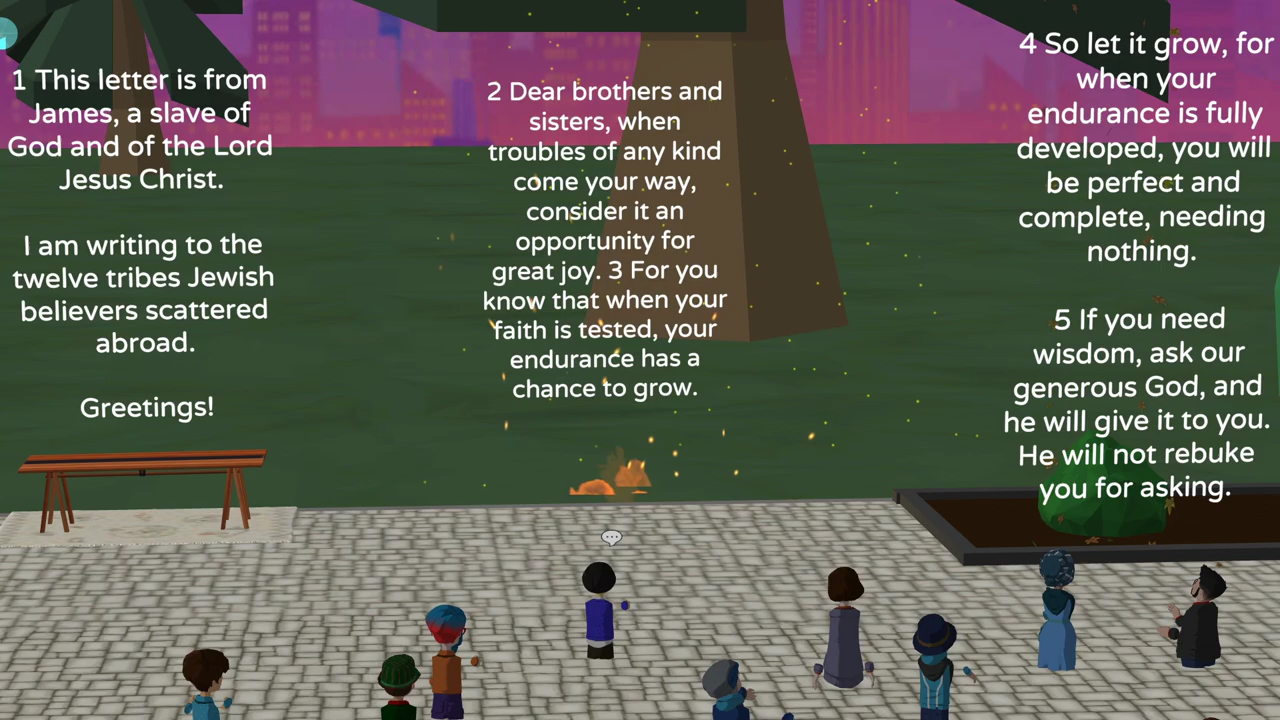 1 This letter is from
James, a slave of
God and of the Lord
Jesus Christ.
I am writing to the
twelve tribes Jewish
believers scattered
abroad.
Greetings!
2 Dear brothers and
sisters, when
troubles of any kind
come your way,
consider it an
opportunity for
great joy. 3 For you
know that when your
faith is tested, your
endurance has a
chance to grow.
4 So let it grow, for
when your
endurance is fully
developed, you will
be perfect and
complete, needing
nothing.
5 If you need
wisdom, ask our
generous God, and
he will give it to you.
He will not rebuke
you for asking.